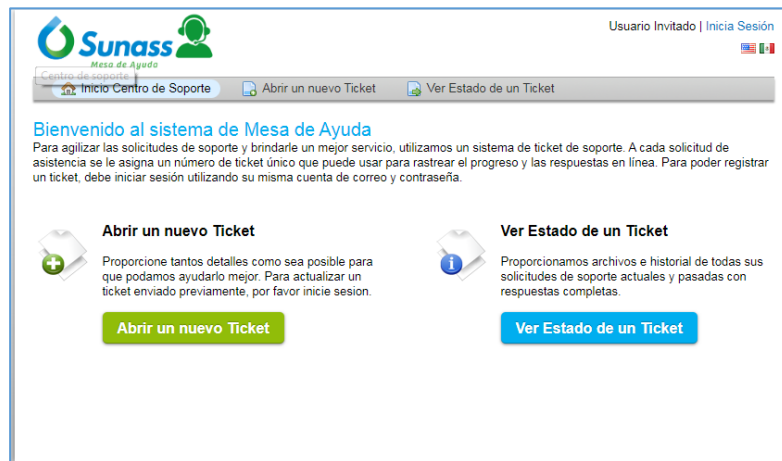 Usuario Invitado | Inicia Sesión
Sunass
Mesa de Ayuda
Centro de soporte
Inicio Centro de Soporte Abrir un nuevo Ticket Ver Estado de un Ticket
Bienvenido al sistema de Mesa de Ayuda
Para agilizar las solicitudes de soporte y brindarle un mejor servicio, utilizamos un sistema de ticket de soporte. A cada solicitud de
asistencia se le asigna un número de ticket único que puede usar para rastrear el progreso y las respuestas en línea. Para poder registrar
un ticket, debe iniciar sesión utilizando su misma cuenta de correo y contraseña.
Abrir un nuevo Ticket
Proporcione tantos detalles como sea posible para
que podamos ayudarlo mejor. Para actualizar un
ticket enviado previamente, por favor inicie sesion.
Abrir un nuevo Ticket
Ver Estado de un Ticket
Proporcionamos archivos e historial de todas sus
solicitudes de soporte actuales y pasadas con
respuestas completas.
Ver Estado de un Ticket